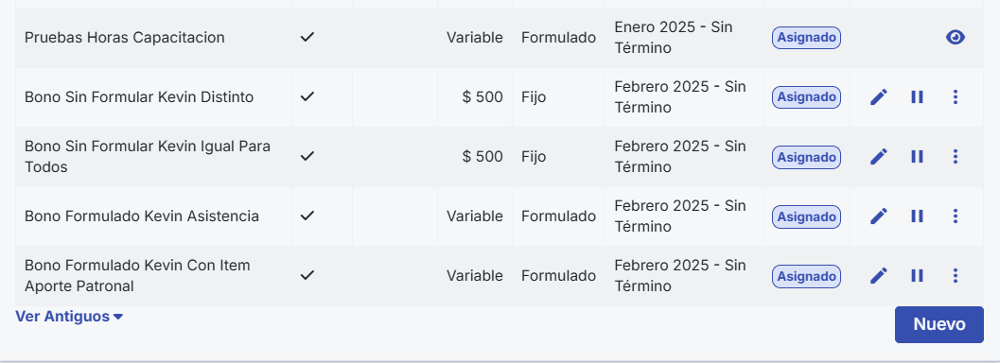 Pruebas Horas Capacitacion
Variable
Formulado
Enero 2025 - Sin
Término
Asignado
Bono Sin Formular Kevin Distinto
$ 500
Fijo
Febrero 2025 - Sin
Término
Asignado
Bono Sin Formular Kevin Igual Para
Todos
$ 500
Fijo
Febrero 2025 - Sin
Término
Asignado
Bono Formulado Kevin Asistencia
Variable
Formulado
Febrero 2025 - Sin
Término
Asignado
Bono Formulado Kevin Con Item
Aporte Patronal
Variable
Formulado
Febrero 2025 - Sin
Término
Asignado
Ver Antiguos
Nuevo